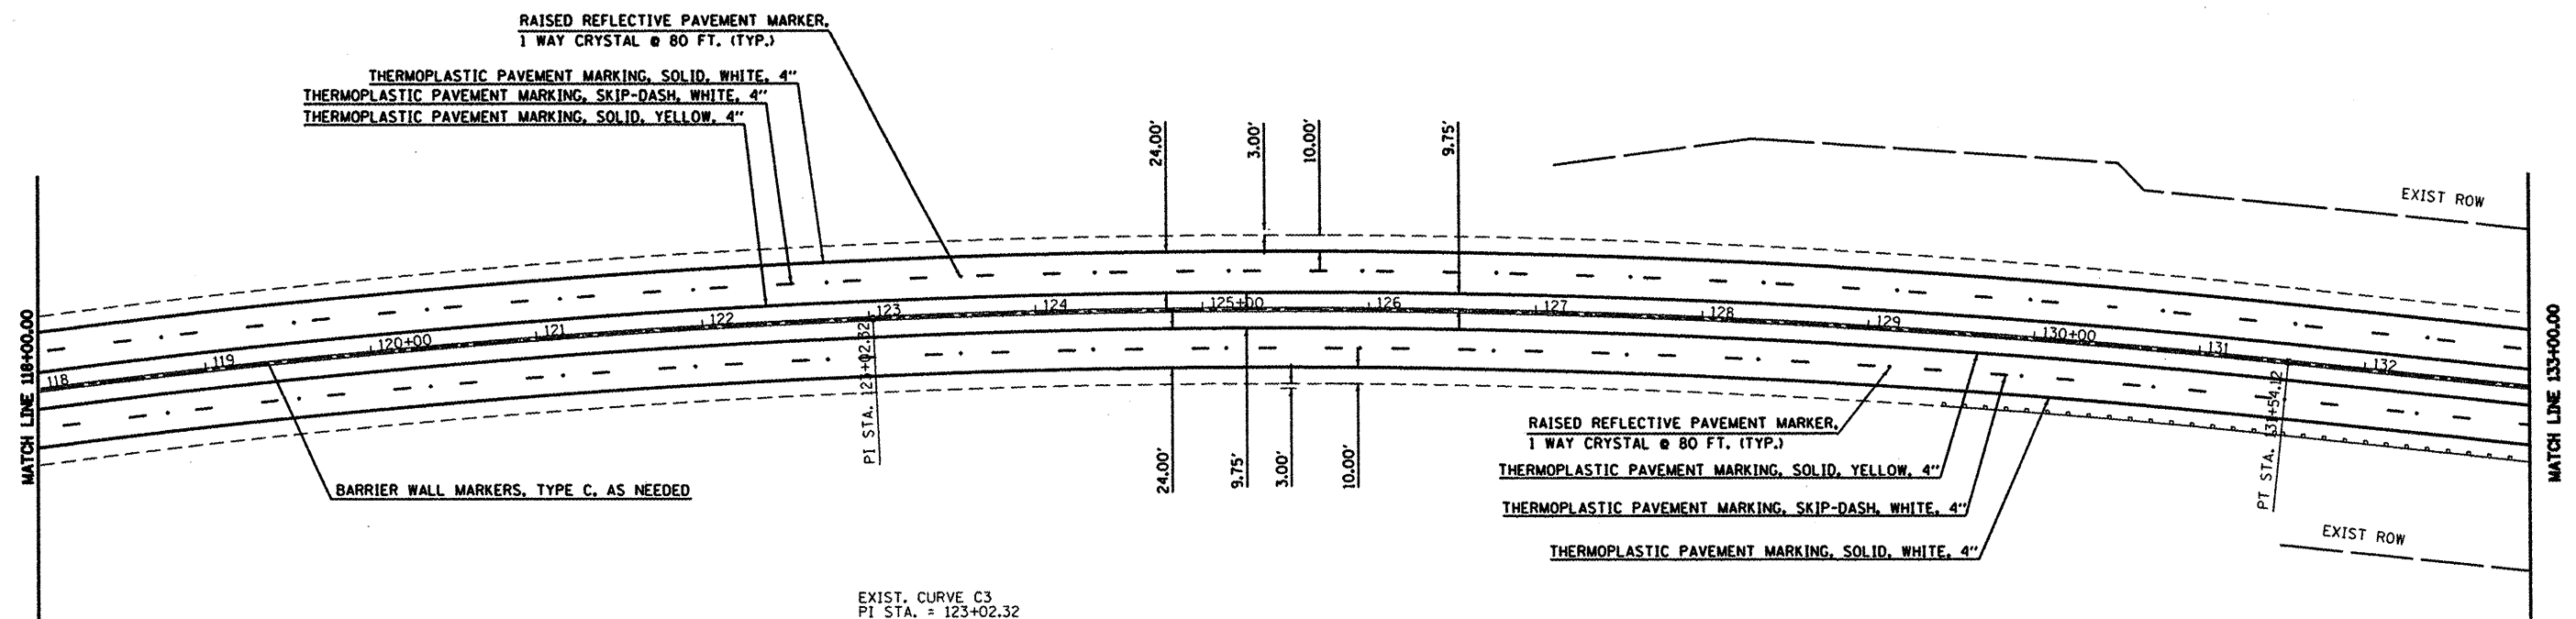 RAISED REFLECTIVE PAVEMENT MARKER,
1 WAY CRYSTAL @ 80 FT. (TYP.)
THERMOPLASTIC PAVEMENT MARKING, SOLID, WHITE, 4"
THERMOPLASTIC PAVEMENT MARKING, SKIP-DASH, WHITE, 4"
THERMOPLASTIC PAVEMENT MARKING, SOLID, YELLOW, 4"
24.00'
3.00'
10.00'
9.75'
EXIST ROW
MATCH LINE 118+00.00
118
119
120+00
121
122
123
124
125+00
126
127
128
129
130+00
131
132
MATCH LINE 133+00.00
PI STA. 123+02.32
PT STA. 131+54.12
24.00'
9.75'
3.00'
10.00'
BARRIER WALL MARKERS, TYPE C, AS NEEDED
RAISED REFLECTIVE PAVEMENT MARKER,
1 WAY CRYSTAL @ 80 FT. (TYP.)
THERMOPLASTIC PAVEMENT MARKING, SOLID, YELLOW, 4"
THERMOPLASTIC PAVEMENT MARKING, SKIP-DASH, WHITE, 4"
THERMOPLASTIC PAVEMENT MARKING, SOLID, WHITE, 4"
EXIST ROW
EXIST. CURVE C3
PI STA. = 123+02.32